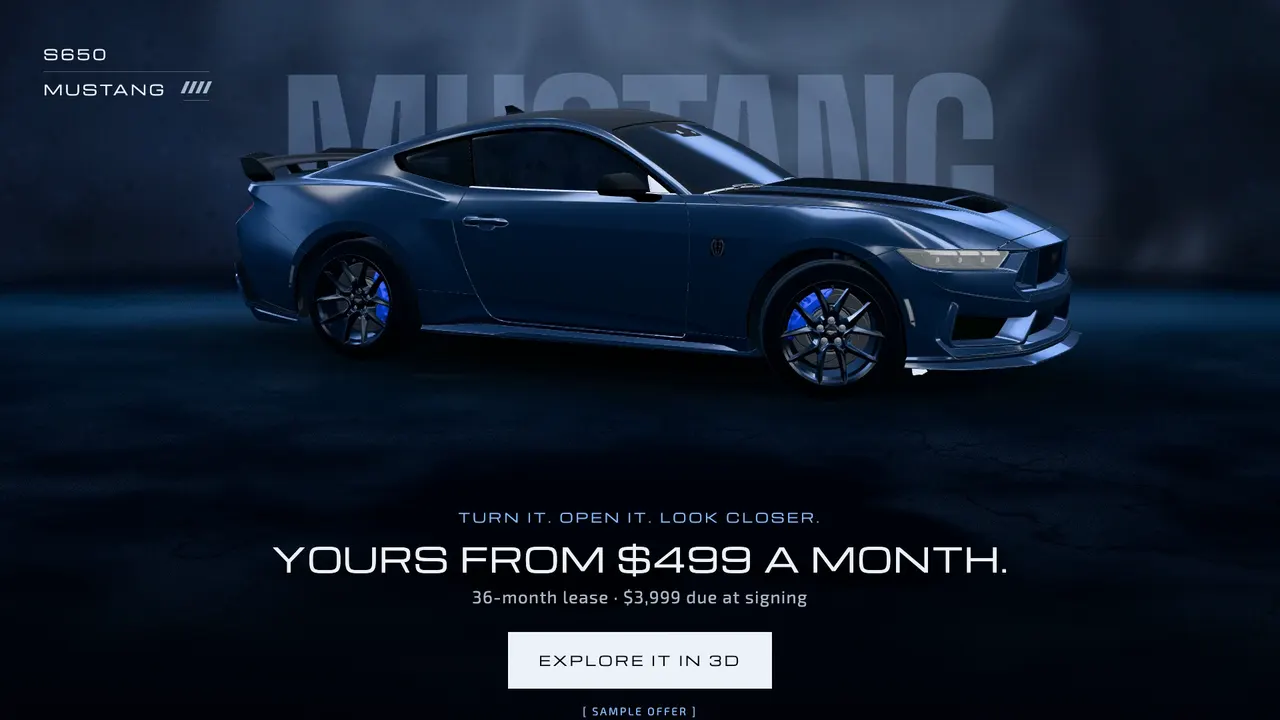 S650
MUSTANG
MUSTANG
TURN IT. OPEN IT. LOOK CLOSER.
YOURS FROM $499 A MONTH.
36-month lease · $3,999 due at signing
EXPLORE IT IN 3D
[ SAMPLE OFFER ]